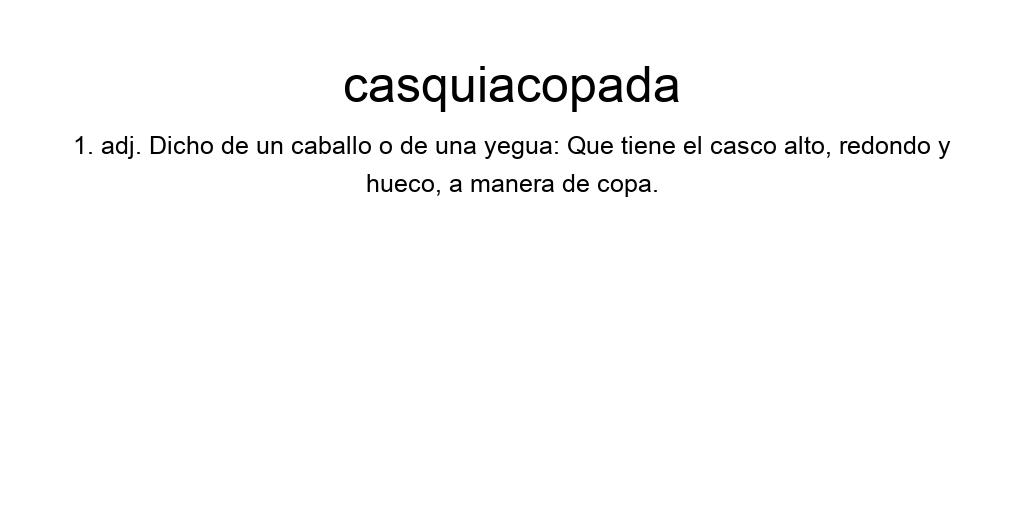 casquiacopada
1. adj. Dicho de un caballo o de una yegua: Que tiene el casco alto, redondo y
hueco, a manera de copa.